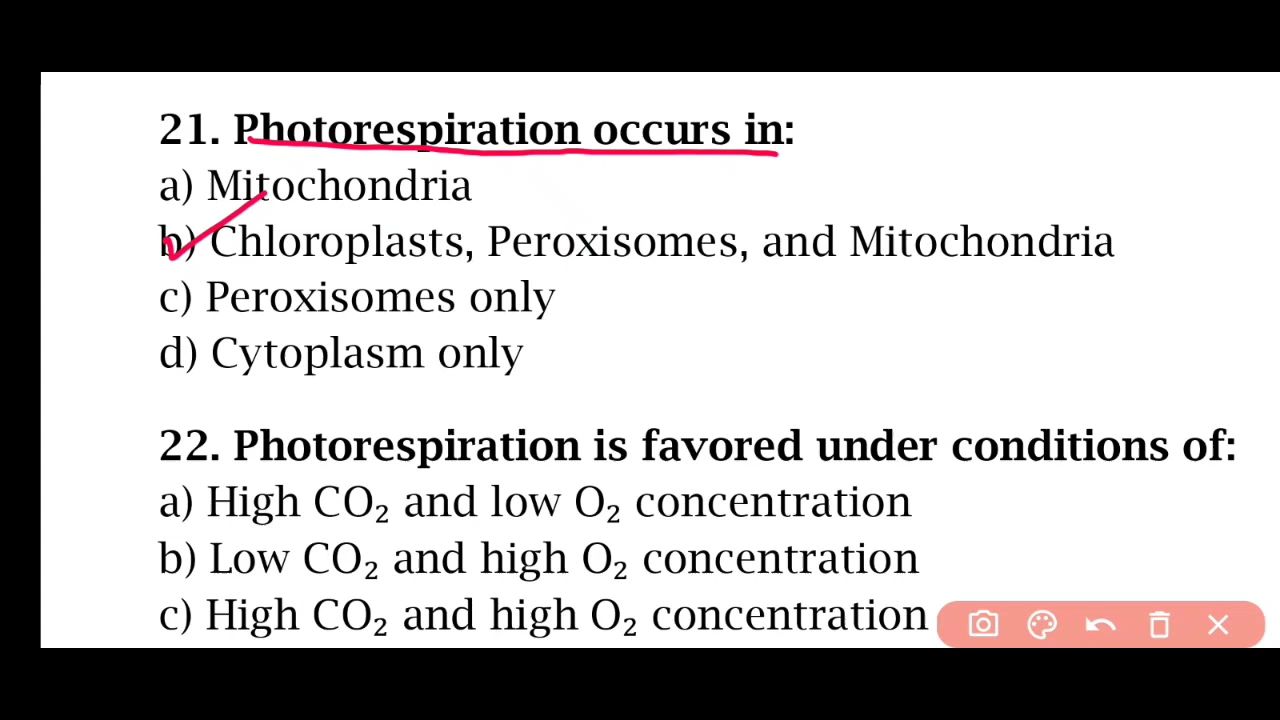 21. Photorespiration occurs in:
a) Mitochondria
b) Chloroplasts, Peroxisomes, and Mitochondria
c) Peroxisomes only
d) Cytoplasm only
22. Photorespiration is favored under conditions of:
a) High CO₂ and low O₂ concentration
b) Low CO₂ and high O₂ concentration
c) High CO₂ and high O₂ concentration